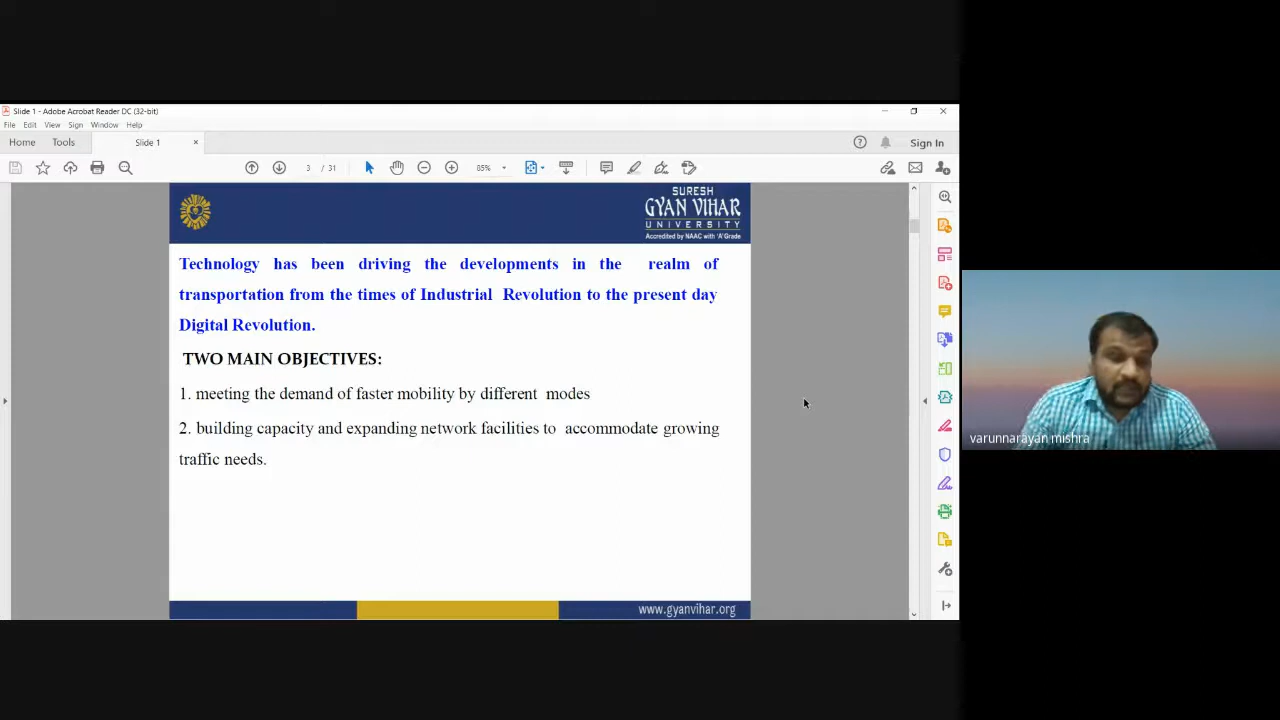 Slide 1 - Adobe Acrobat Reader DC (32-bit)
File Edit View Sign Window Help
Home Tools Slide 1 × Sign In
3 / 31 85%
SURESH
GYAN VIHAR
UNIVERSITY
Accredited by NAAC with 'A' Grade
Technology has been driving the developments in the realm of
transportation from the times of Industrial Revolution to the present day
Digital Revolution.
TWO MAIN OBJECTIVES:
1. meeting the demand of faster mobility by different modes
2. building capacity and expanding network facilities to accommodate growing
traffic needs.
www.gyanvihar.org
varunnarayan mishra